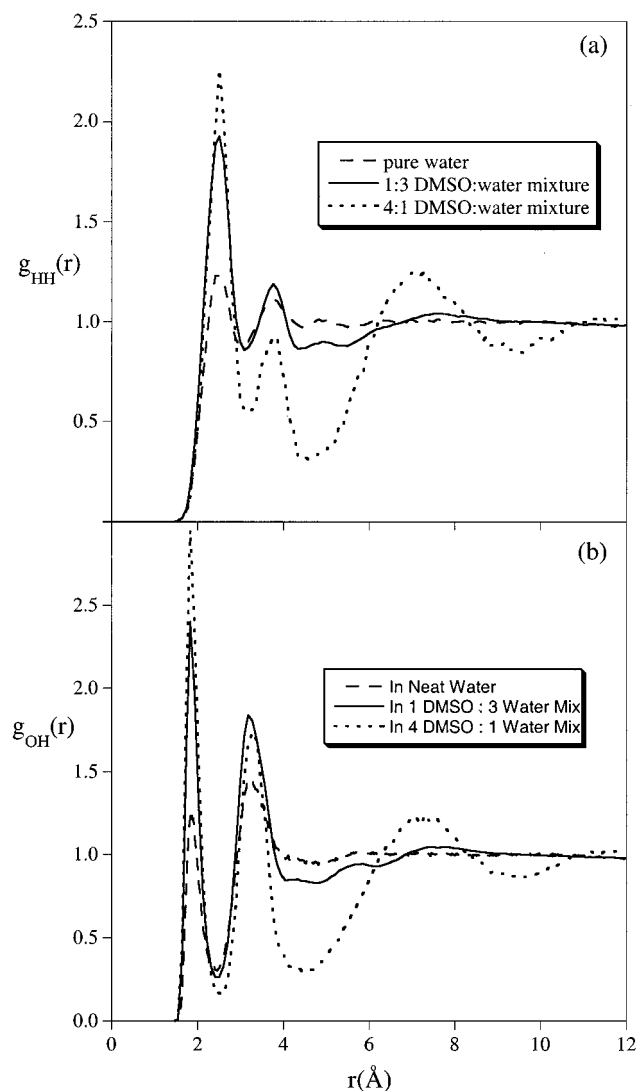 (a)
2.5
2.0
1.5
1.0
0.5
gHH(r)
pure water
1:3 DMSO:water mixture
4:1 DMSO:water mixture
(b)
2.5
2.0
1.5
1.0
0.5
0.0
gOH(r)
In Neat Water
In 1 DMSO : 3 Water Mix
In 4 DMSO : 1 Water Mix
0 2 4 6 8 10 12
r(Å)